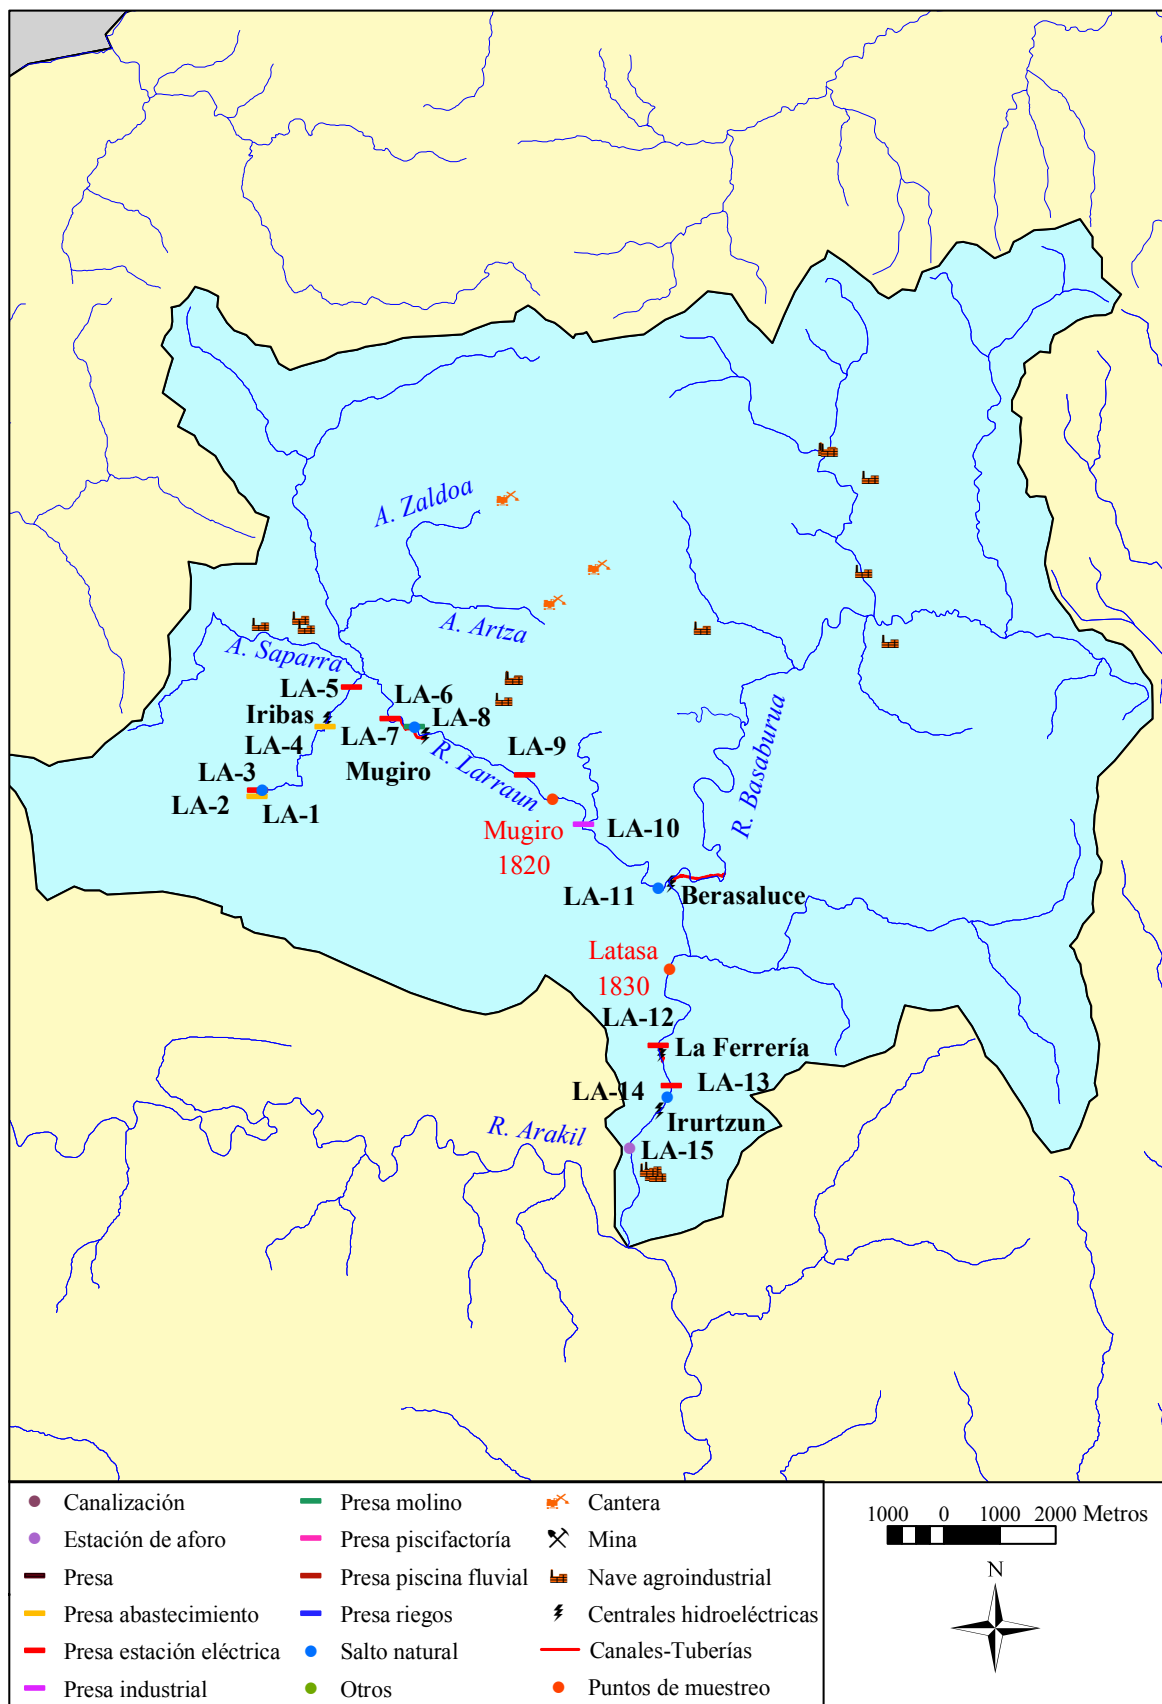 A. Zaldoa
A. Artza
A. Saparra
LA-5
LA-6
Iribas
LA-8
LA-4
LA-7
LA-9
Mugiro
R. Larraun
R. Basaburua
LA-3
LA-2
LA-1
Mugiro
1820
LA-10
LA-11
Berasaluce
Latasa
1830
LA-12
La Ferrería
LA-14
LA-13
Irurtzun
R. Arakil
LA-15
Canalización
Estación de aforo
Presa
Presa abastecimiento
Presa estación eléctrica
Presa industrial
Presa molino
Presa piscifactoría
Presa piscina fluvial
Presa riegos
Salto natural
Otros
Cantera
Mina
Nave agroindustrial
Centrales hidroeléctricas
Canales-Tuberías
Puntos de muestreo
1000 0 1000 2000 Metros
N